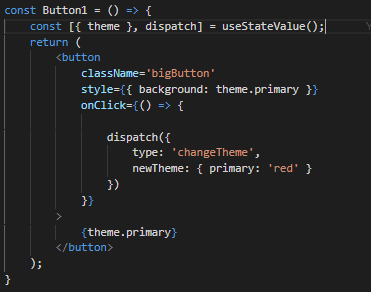 const Button1 = () => {
    const [{ theme }, dispatch] = useStateValue();
    return (
        <button
            className='bigButton'
            style={{ background: theme.primary }}
            onClick={() => {
                dispatch({
                    type: 'changeTheme',
                    newTheme: { primary: 'red' }
                })
            }}
        >
            {theme.primary}
        </button>
    );
}